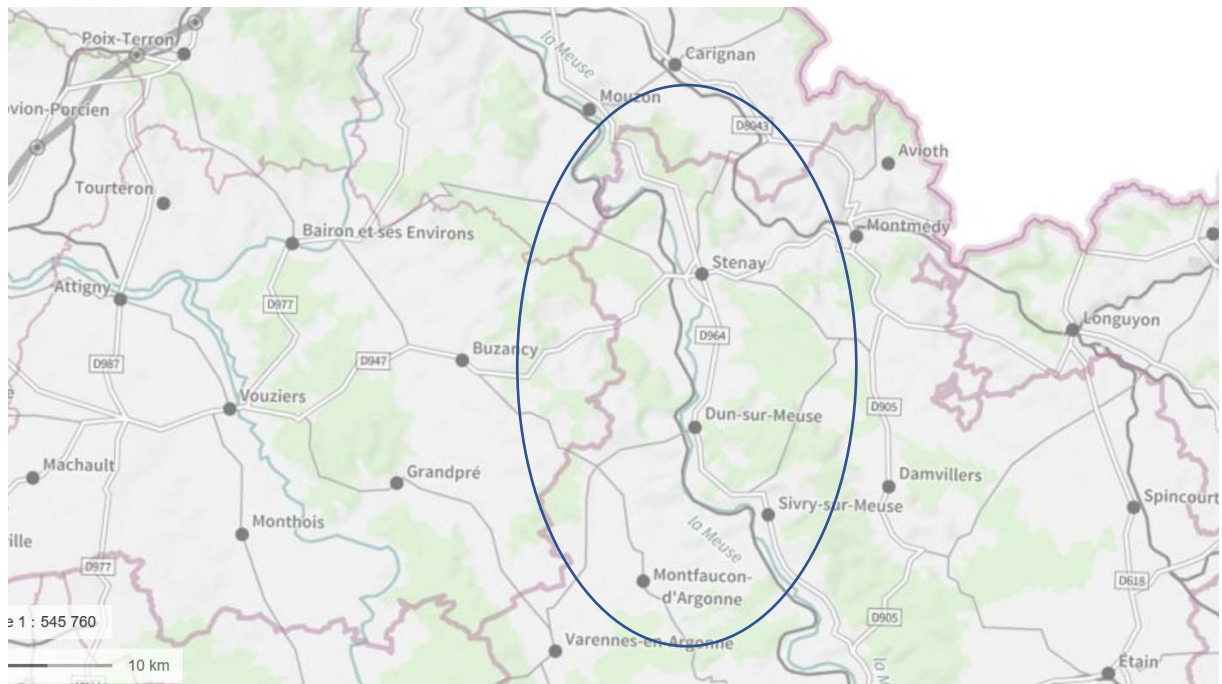 Poix-Terron
la Meuse
Carignan
Mouzon
ovion-Porcien
D8043
Avioth
Tourteron
Bairon et ses Environs
Montmédy
Stenay
Attigny
D977
Longuyon
D964
Buzancy
D947
D987
Vouziers
D905
Dun-sur-Meuse
Machault
Grandpré
Damvillers
Spincourt
Sivry-sur-Meuse
Monthois
la Meuse
ille
D977
Montfaucon-
d'Argonne
D618
e 1 : 545 760
D905
Varennes-en-Argonne
10 km
la M
Étain